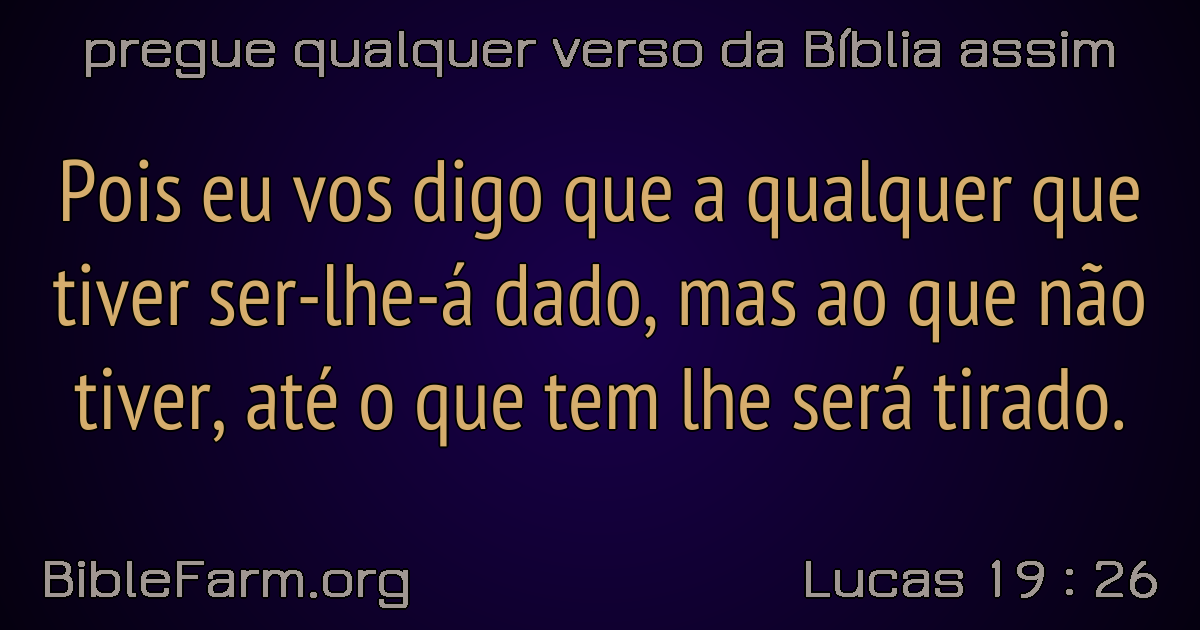 pregue qualquer verso da Bíblia assim
Pois eu vos digo que a qualquer que
tiver ser-lhe-á dado, mas ao que não
tiver, até o que tem lhe será tirado.
BibleFarm.org
Lucas 19 : 26